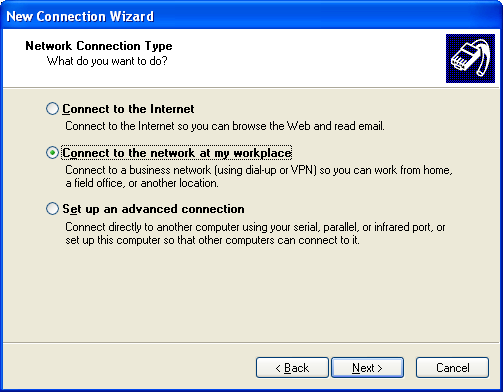 New Connection Wizard
Network Connection Type
What do you want to do?
Connect to the Internet
Connect to the Internet so you can browse the Web and read email.
Connect to the network at my workplace
Connect to a business network (using dial-up or VPN) so you can work from home,
a field office, or another location.
Set up an advanced connection
Connect directly to another computer using your serial, parallel, or infrared port, or
set up this computer so that other computers can connect to it.
< Back Next > Cancel